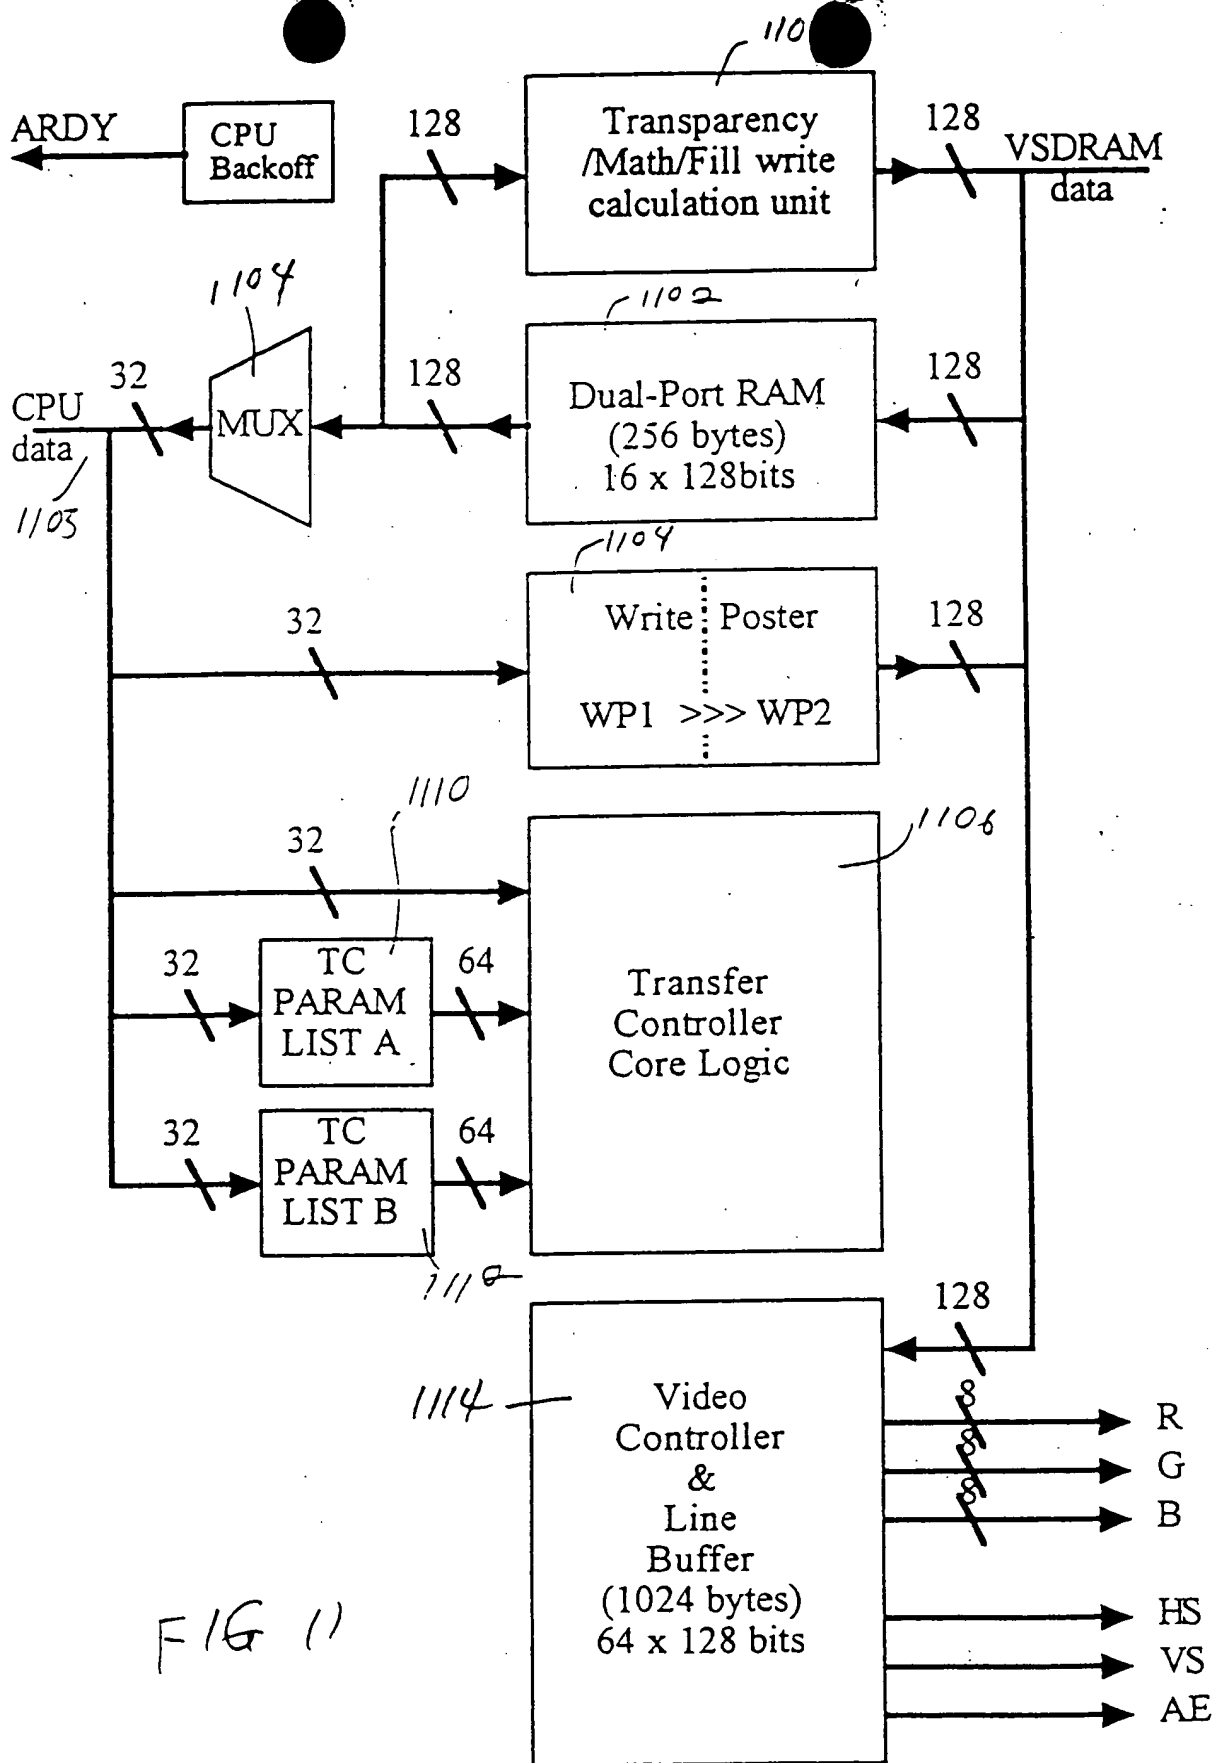 110
ARDY
CPU
Backoff
128
Transparency
/Math/Fill write
calculation unit
128
VSDRAM
data
1104
1102
32
CPU
data
MUX
128
Dual-Port RAM
(256 bytes)
16 x 128bits
128
1103
1104
32
Write Poster
WP1 >>> WP2
128
1110
1106
32
32
TC
PARAM
LIST A
64
Transfer
Controller
Core Logic
32
TC
PARAM
LIST B
64
1114
Video
Controller
&
Line
Buffer
(1024 bytes)
64 x 128 bits
128
8
R
8
G
8
B
HS
VS
AE
FIG 11